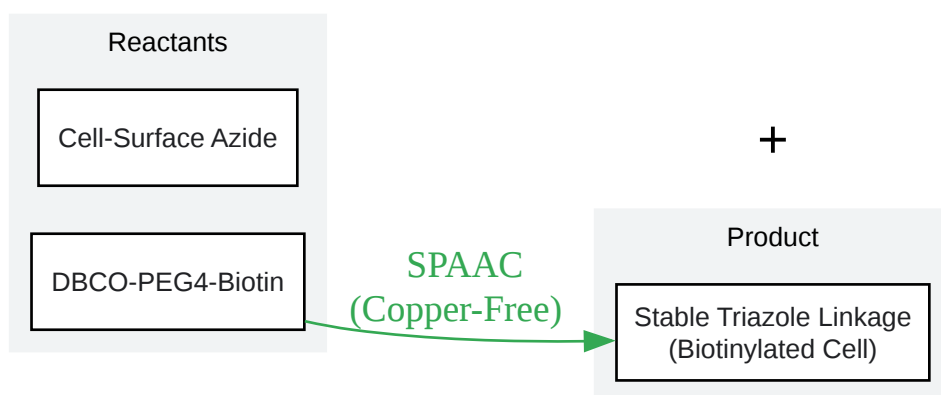 Reactants
Cell-Surface Azide
+
DBCO-PEG4-Biotin
SPAAC
(Copper-Free)
Product
Stable Triazole Linkage
(Biotinylated Cell)